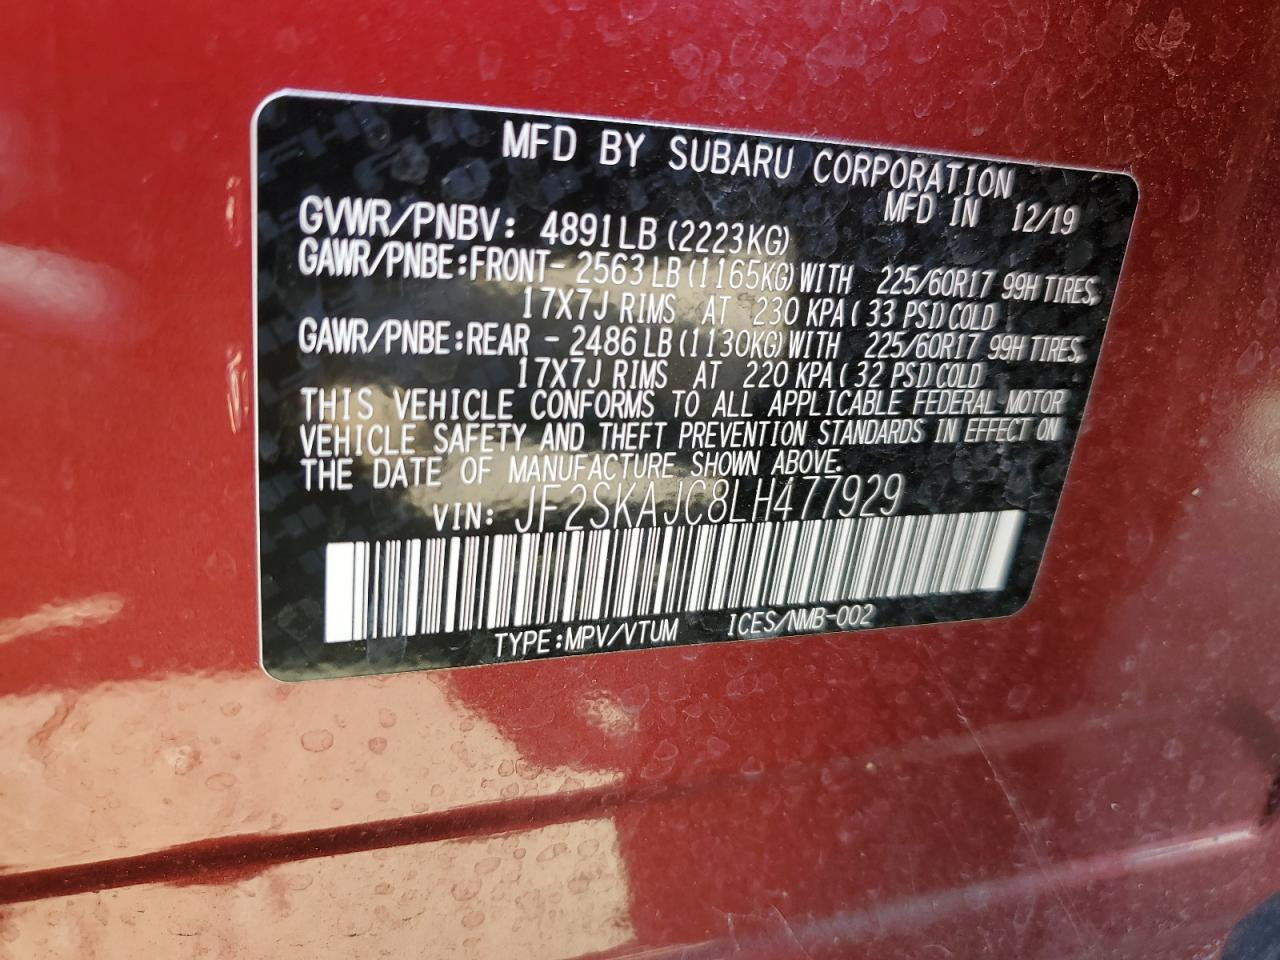 MFD BY SUBARU CORPORATION
MFD IN 12/19
GVWR/PNBV: 4891LB (2223KG)
GAWR/PNBE:FRONT- 2563 LB (1165KG) WITH 225/60R17 99H TIRES,
17X7J RIMS AT 230 KPA( 33 PSI) COLD
GAWR/PNBE:REAR - 2486 LB (1130KG) WITH 225/60R17 99H TIRES,
17X7J RIMS AT 220 KPA( 32 PSI) COLD
THIS VEHICLE CONFORMS TO ALL APPLICABLE FEDERAL MOTOR
VEHICLE SAFETY AND THEFT PREVENTION STANDARDS IN EFFECT ON
THE DATE OF MANUFACTURE SHOWN ABOVE.
VIN: JF2SKAJC8LH477929
TYPE:MPV/VTUM ICES/NMB-002